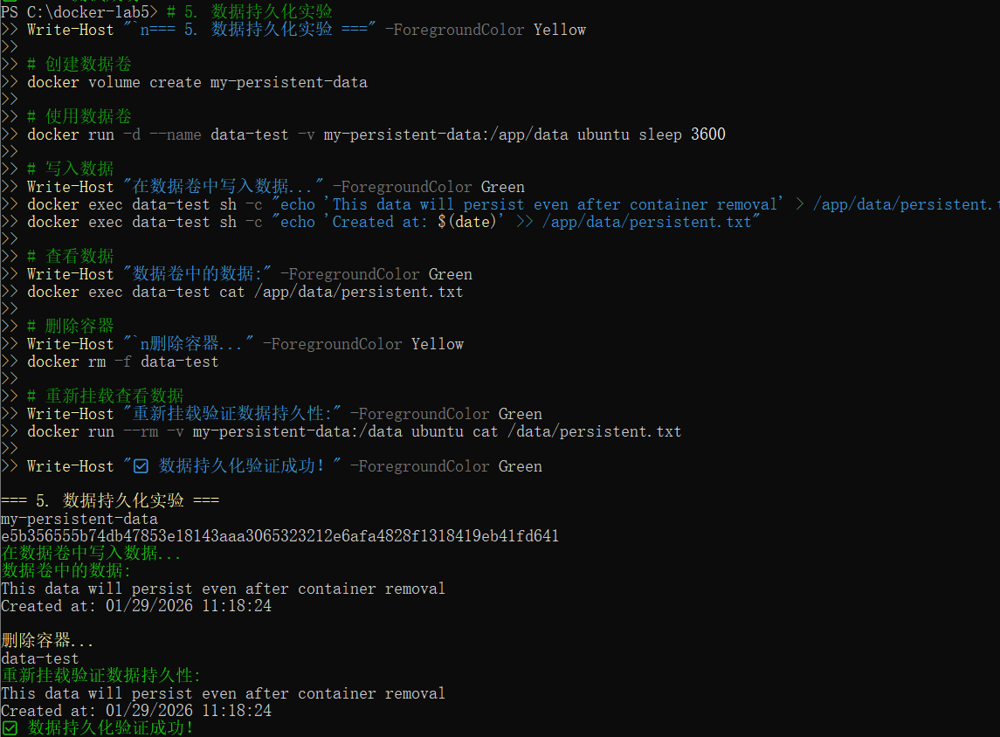 PS C:\docker-lab5> # 5. 数据持久化实验
>> Write-Host "`n=== 5. 数据持久化实验 ===" -ForegroundColor Yellow
>>
>> # 创建数据卷
>> docker volume create my-persistent-data
>>
>> # 使用数据卷
>> docker run -d --name data-test -v my-persistent-data:/app/data ubuntu sleep 3600
>>
>> # 写入数据
>> Write-Host "在数据卷中写入数据..." -ForegroundColor Green
>> docker exec data-test sh -c "echo 'This data will persist even after container removal' > /app/data/persistent.
>> docker exec data-test sh -c "echo 'Created at: $(date)' >> /app/data/persistent.txt"
>>
>> # 查看数据
>> Write-Host "数据卷中的数据:" -ForegroundColor Green
>> docker exec data-test cat /app/data/persistent.txt
>>
>> # 删除容器
>> Write-Host "`n删除容器..." -ForegroundColor Yellow
>> docker rm -f data-test
>>
>> # 重新挂载查看数据
>> Write-Host "重新挂载验证数据持久性:" -ForegroundColor Green
>> docker run --rm -v my-persistent-data:/data ubuntu cat /data/persistent.txt
>>
>> Write-Host "☑ 数据持久化验证成功！" -ForegroundColor Green
=== 5. 数据持久化实验 ===
my-persistent-data
e5b356555b74db47853e18143aaa3065323212e6afa4828f1318419eb41fd641
在数据卷中写入数据...
数据卷中的数据:
This data will persist even after container removal
Created at: 01/29/2026 11:18:24
删除容器...
data-test
重新挂载验证数据持久性:
This data will persist even after container removal
Created at: 01/29/2026 11:18:24
☑ 数据持久化验证成功！